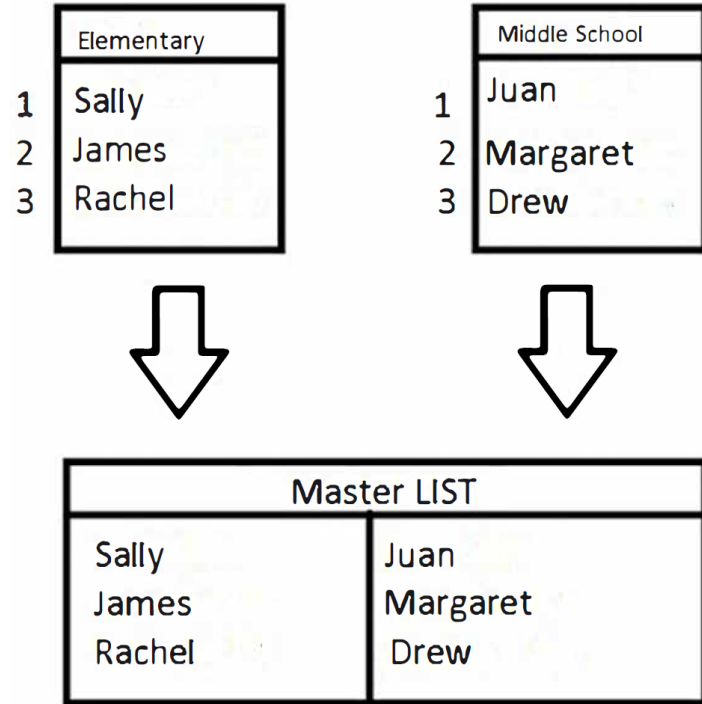 Elementary
1 Sally
2 James
3 Rachel
Middle School
1 Juan
2 Margaret
3 Drew
Master LIST
Sally Juan
James Margaret
Rachel Drew